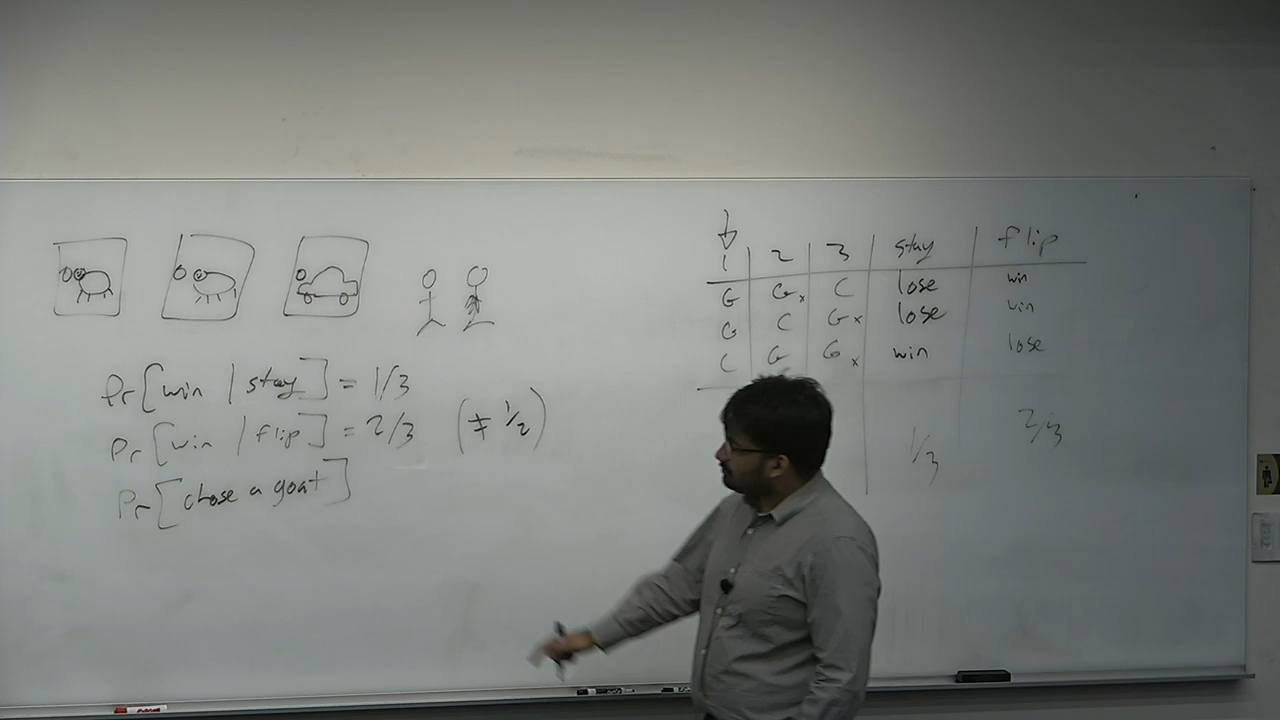 Pr[win | stay] = 1/3
Pr[win | flip] = 2/3 (≠ 1/2)
Pr[chose a goat]
1 2 3 stay flip
G G x C lose win
G C G x lose win
C G G x win lose
1/3 2/3